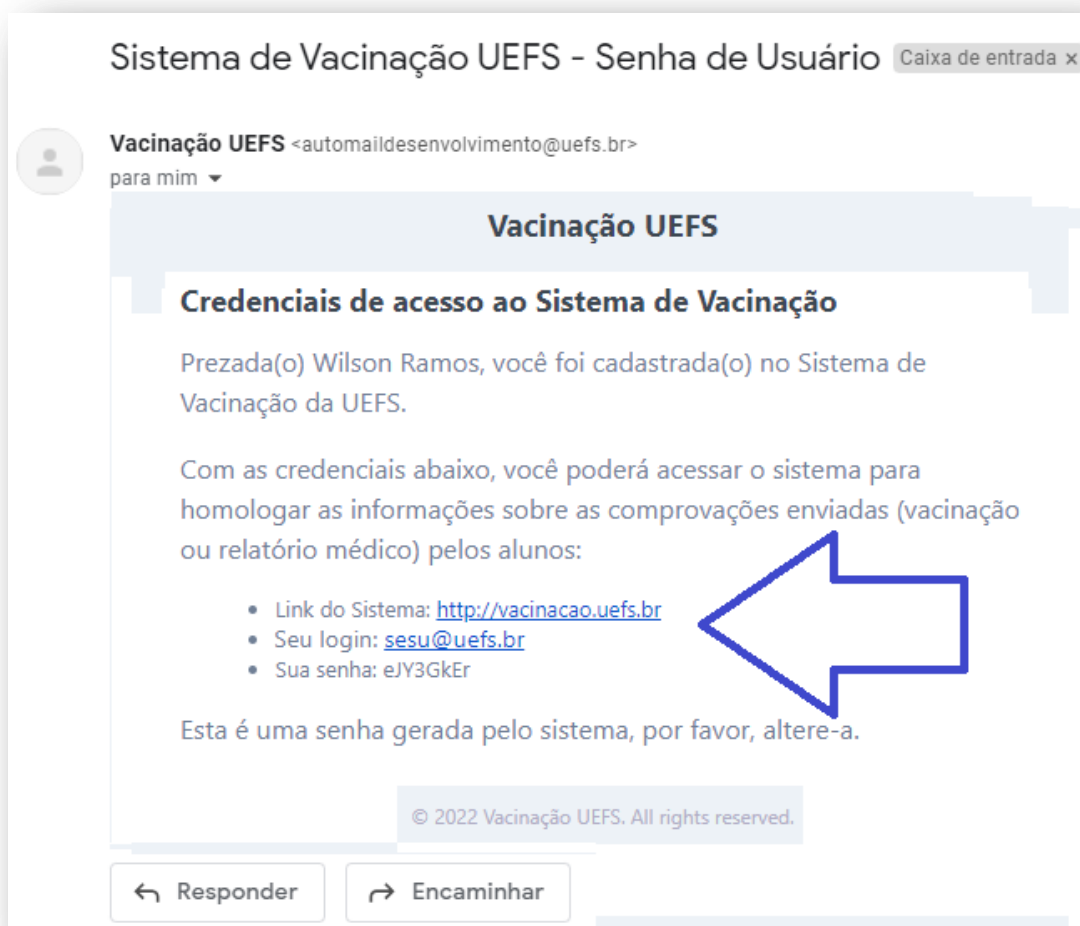 Sistema de Vacinação UEFS - Senha de Usuário Caixa de entrada x
Vacinação UEFS <automaildesenvolvimento@uefs.br>
para mim
Vacinação UEFS
Credenciais de acesso ao Sistema de Vacinação
Prezada(o) Wilson Ramos, você foi cadastrada(o) no Sistema de
Vacinação da UEFS.
Com as credenciais abaixo, você poderá acessar o sistema para
homologar as informações sobre as comprovações enviadas (vacinação
ou relatório médico) pelos alunos:
• Link do Sistema: http://vacinacao.uefs.br
• Seu login: sesu@uefs.br
• Sua senha: eJY3GkEr
Esta é uma senha gerada pelo sistema, por favor, altere-a.
© 2022 Vacinação UEFS. All rights reserved.
Responder Encaminhar